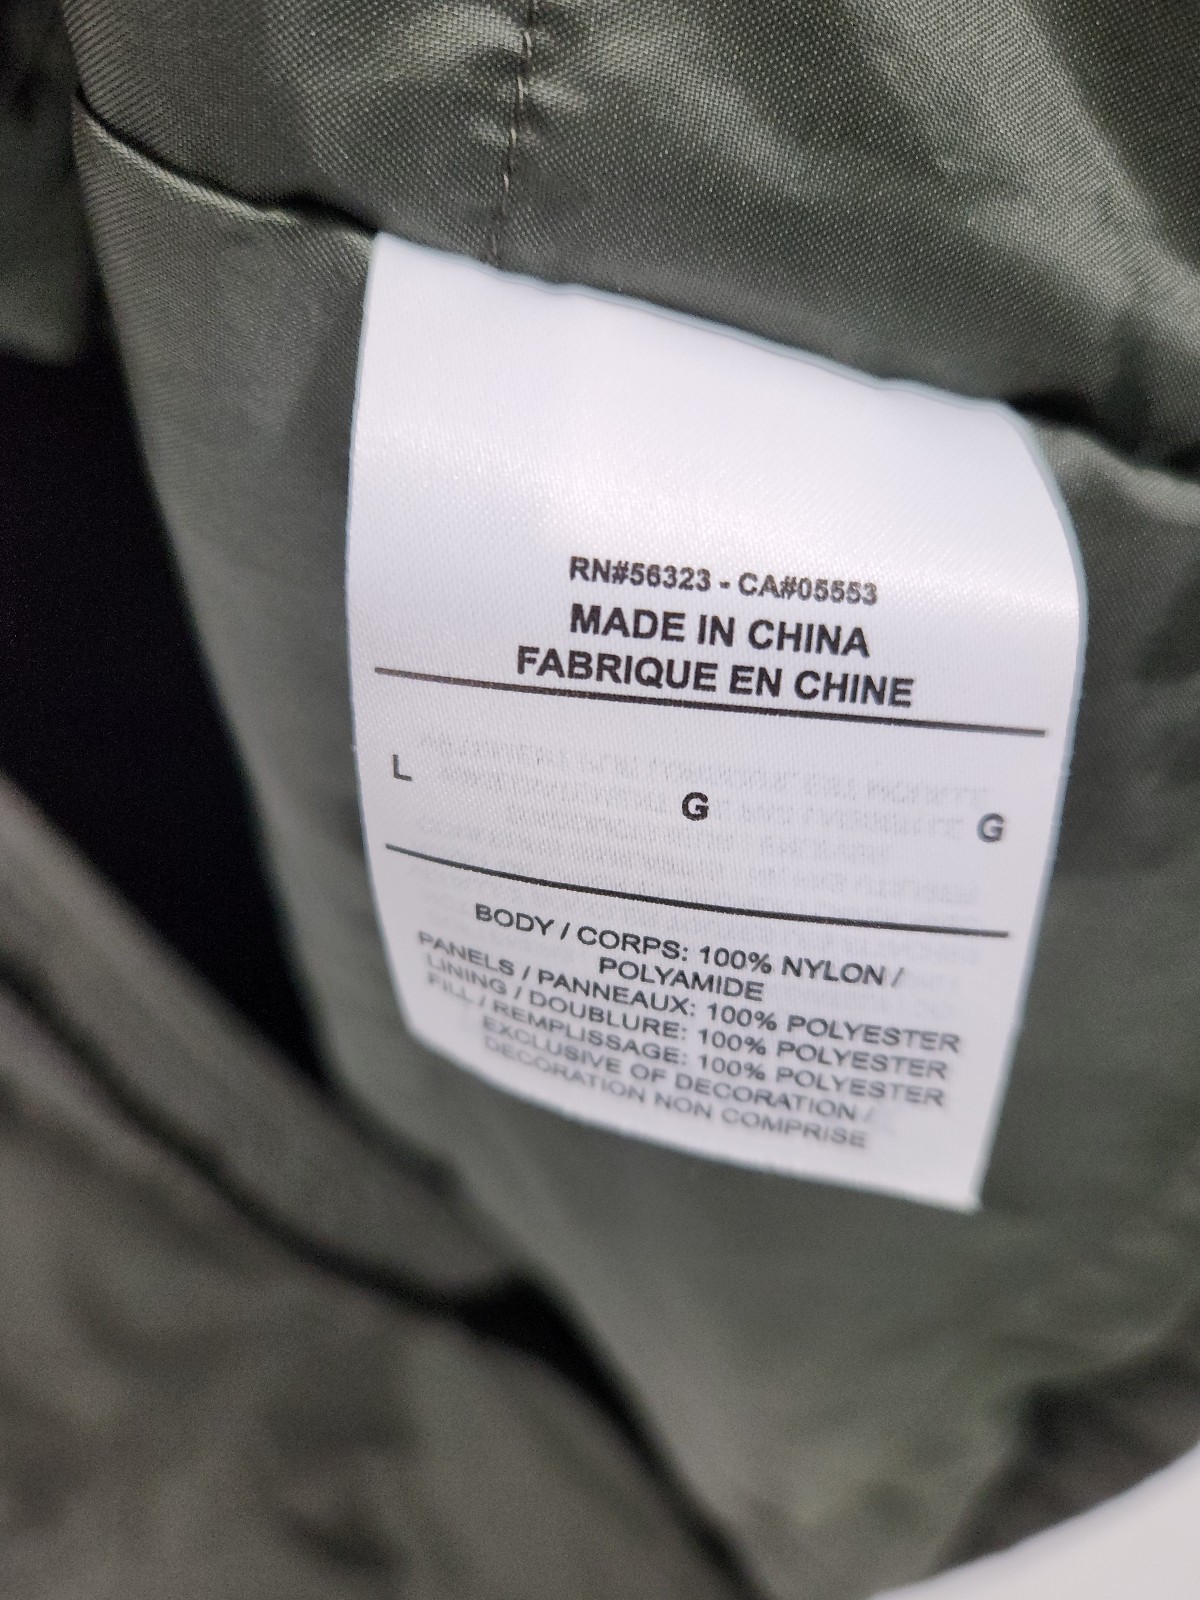 RN#56323 - CA#05553
MADE IN CHINA
FABRIQUE EN CHINE
L G G
BODY / CORPS: 100% NYLON /
POLYAMIDE
PANELS / PANNEAUX: 100% POLYESTER
LINING / DOUBLURE: 100% POLYESTER
FILL / REMPLISSAGE: 100% POLYESTER
EXCLUSIVE OF DECORATION /
DECORATION NON COMPRISE